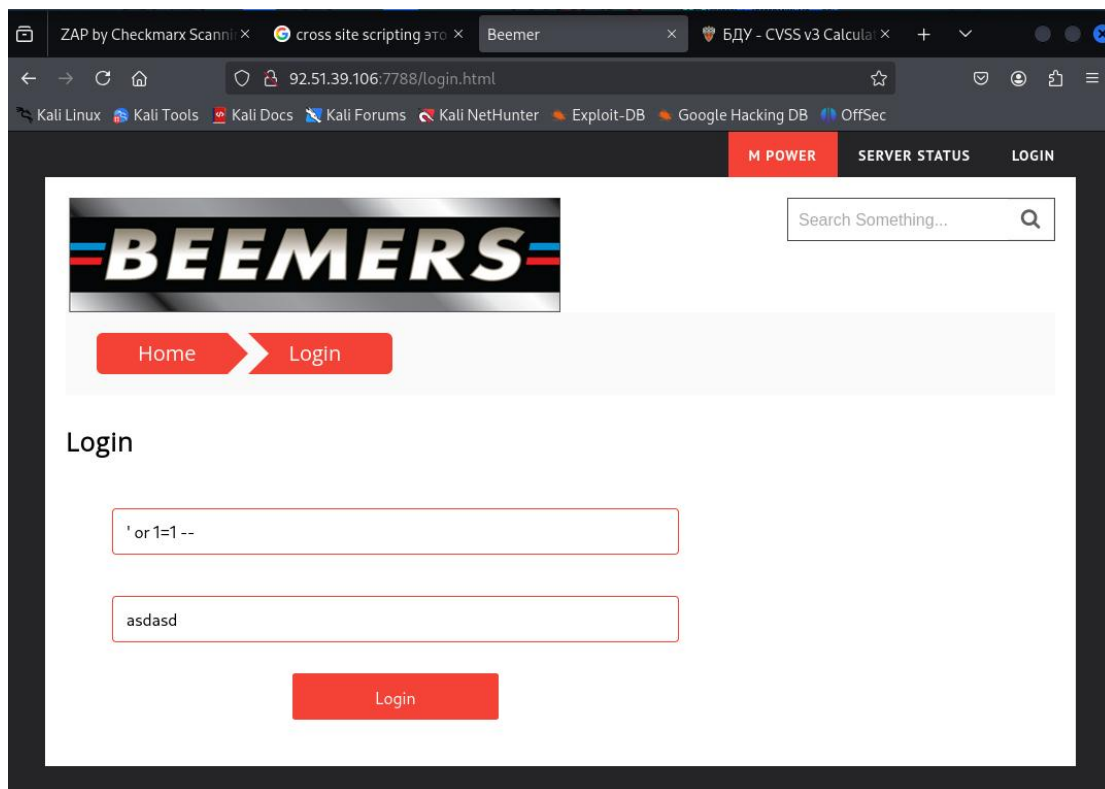 ZAP by Checkmarx Scanni
cross site scripting это
Beemer
БДУ - CVSS v3 Calculat
92.51.39.106:7788/login.html
Kali Linux Kali Tools Kali Docs Kali Forums Kali NetHunter Exploit-DB Google Hacking DB OffSec
M POWER SERVER STATUS LOGIN
BEEMERS
Search Something...
Home Login
Login
' or 1=1 --
asdasd
Login